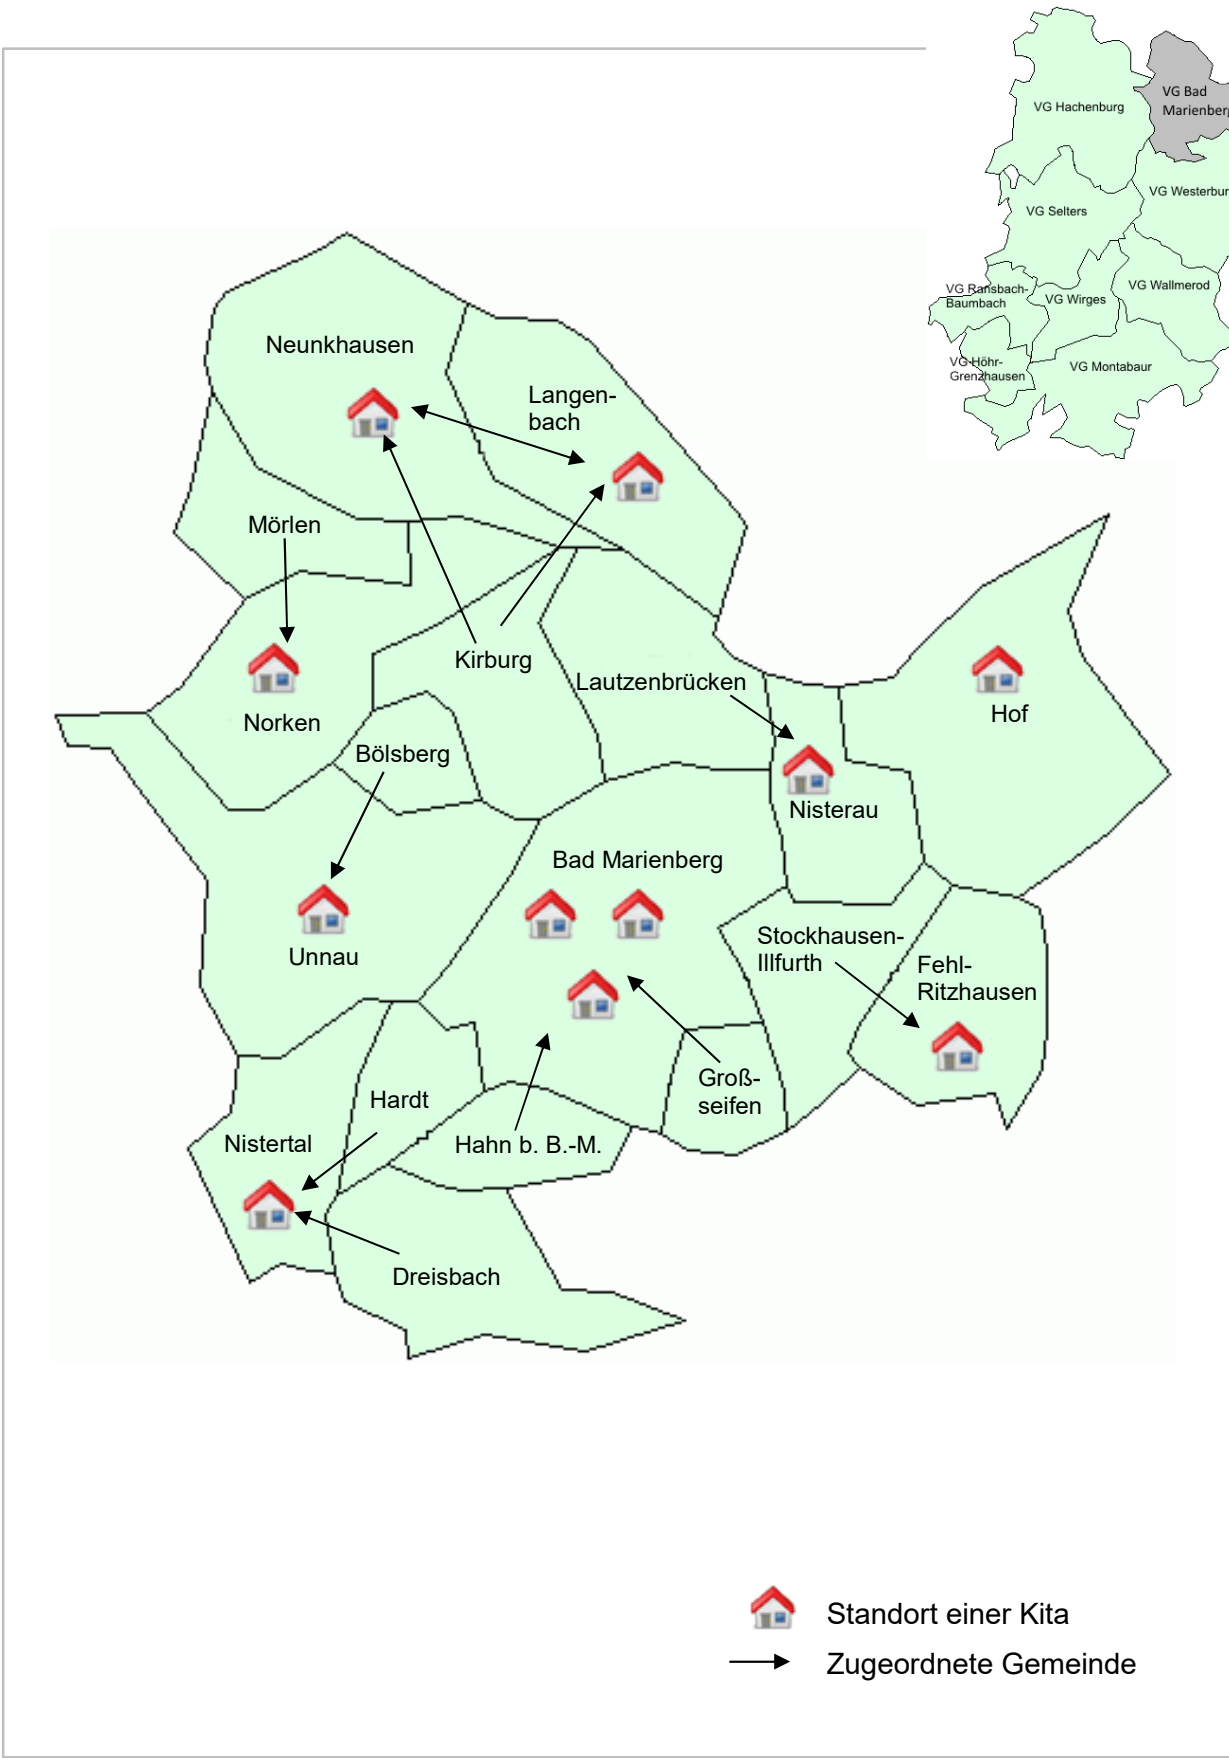 VG Hachenburg
VG Bad
Marienberg
VG Westerbur
VG Selters
VG Ransbach-
Baumbach
VG Wirges
VG Wallmerod
VG Höhr-
Grenzhausen
VG Montabaur
Neunkhausen
Langen-
bach
Mörlen
Kirburg
Lautzenbrücken
Norken
Hof
Bölsberg
Nisterau
Bad Marienberg
Unnau
Stockhausen-
Illfurth
Fehl-
Ritzhausen
Groß-
seifen
Hardt
Nistertal
Hahn b. B.-M.
Dreisbach
Standort einer Kita
Zugeordnete Gemeinde